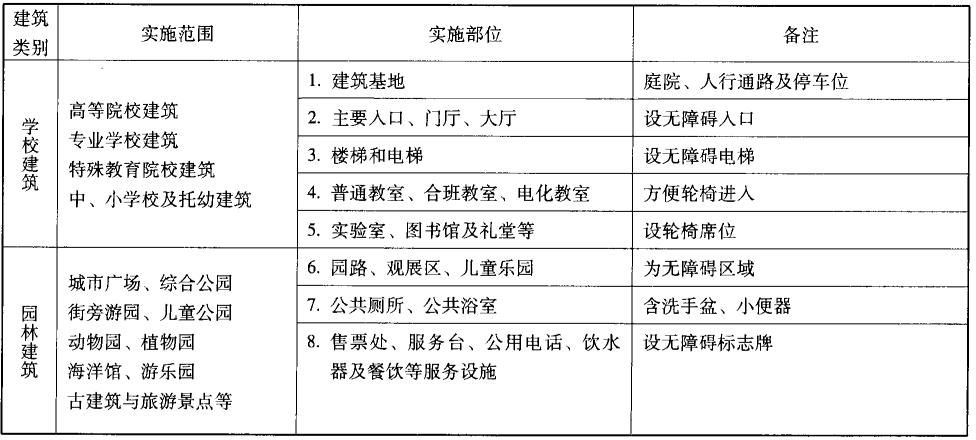 建筑
类别
实施范围
实施部位
备注
学校建筑
高等院校建筑
专业学校建筑
特殊教育院校建筑
中、小学校及托幼建筑
1. 建筑基地
庭院、人行通路及停车位
2. 主要入口、门厅、大厅
设无障碍入口
3. 楼梯和电梯
设无障碍电梯
4. 普通教室、合班教室、电化教室
方便轮椅进入
5. 实验室、图书馆及礼堂等
设轮椅席位
园林建筑
城市广场、综合公园
街旁游园、儿童公园
动物园、植物园
海洋馆、游乐园
古建筑与旅游景点等
6. 园路、观展区、儿童乐园
为无障碍区域
7. 公共厕所、公共浴室
含洗手盆、小便器
8. 售票处、服务台、公用电话、饮水
器及餐饮等服务设施
设无障碍标志牌